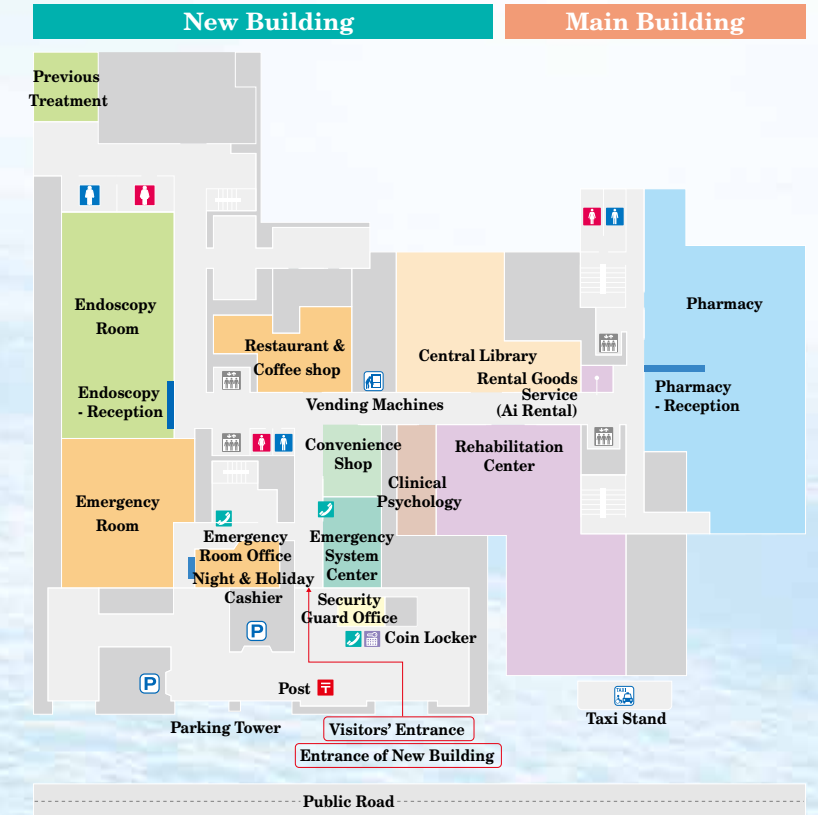 New Building
Main Building
Previous
Treatment
Endoscopy
Room
Pharmacy
Restaurant &
Coffee shop
Central Library
Rental Goods
Service
(Ai Rental)
Endoscopy
- Reception
Pharmacy
- Reception
Vending Machines
Convenience
Shop
Rehabilitation
Center
Clinical
Psychology
Emergency
Room
Emergency
Room Office
Emergency
System
Center
Night & Holiday
Cashier
Security
Guard Office
P
Coin Locker
P
Post 〒
TAXI
Taxi Stand
Parking Tower
Visitors' Entrance
Entrance of New Building
Public Road